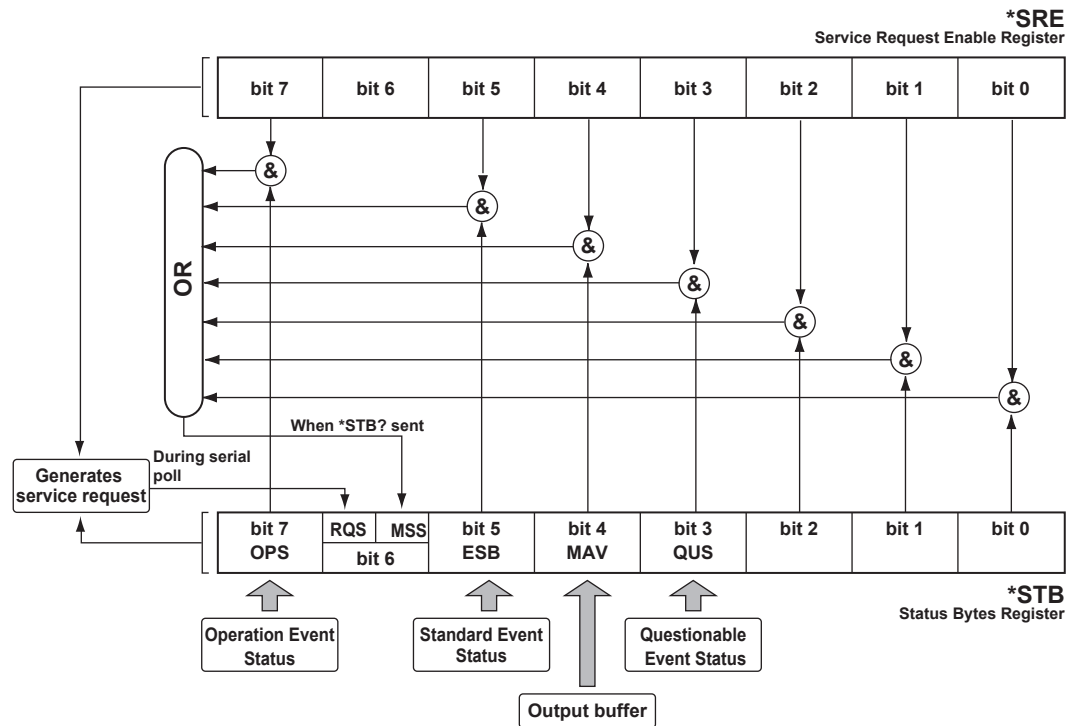 *SRE
Service Request Enable Register
bit 7 bit 6 bit 5 bit 4 bit 3 bit 2 bit 1 bit 0
&
&
&
&
&
&
&
OR
When *STB? sent
During serial
poll
Generates
service request
bit 7 RQS MSS bit 5 bit 4 bit 3 bit 2 bit 1 bit 0
OPS bit 6 ESB MAV QUS
*STB
Status Bytes Register
Operation Event
Status
Standard Event
Status
Questionable
Event Status
Output buffer